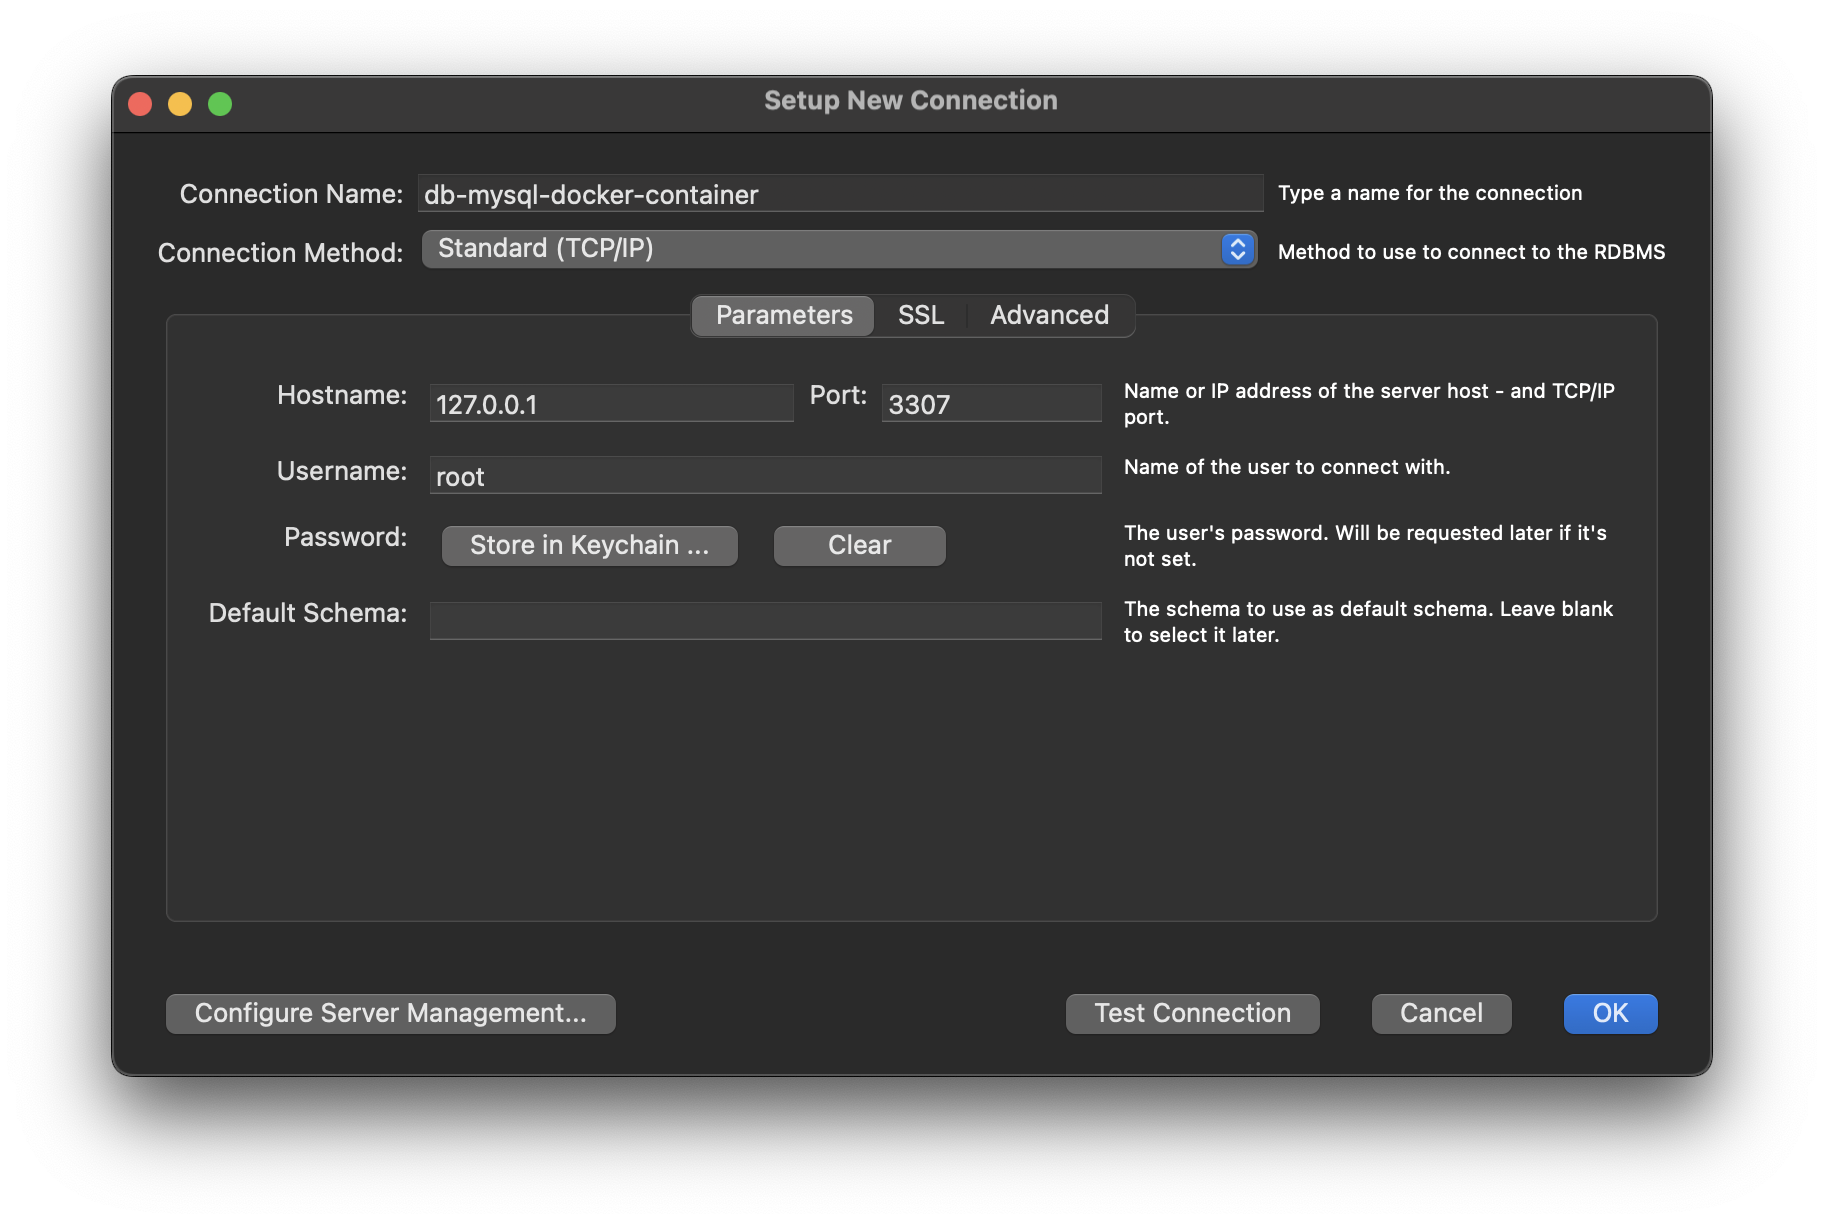 Setup New Connection
Connection Name: db-mysql-docker-container Type a name for the connection
Connection Method: Standard (TCP/IP) Method to use to connect to the RDBMS
Parameters SSL Advanced
Hostname: 127.0.0.1 Port: 3307 Name or IP address of the server host - and TCP/IP
port.
Username: root Name of the user to connect with.
Password: Store in Keychain ... Clear The user's password. Will be requested later if it's
not set.
Default Schema: The schema to use as default schema. Leave blank
to select it later.
Configure Server Management... Test Connection Cancel OK